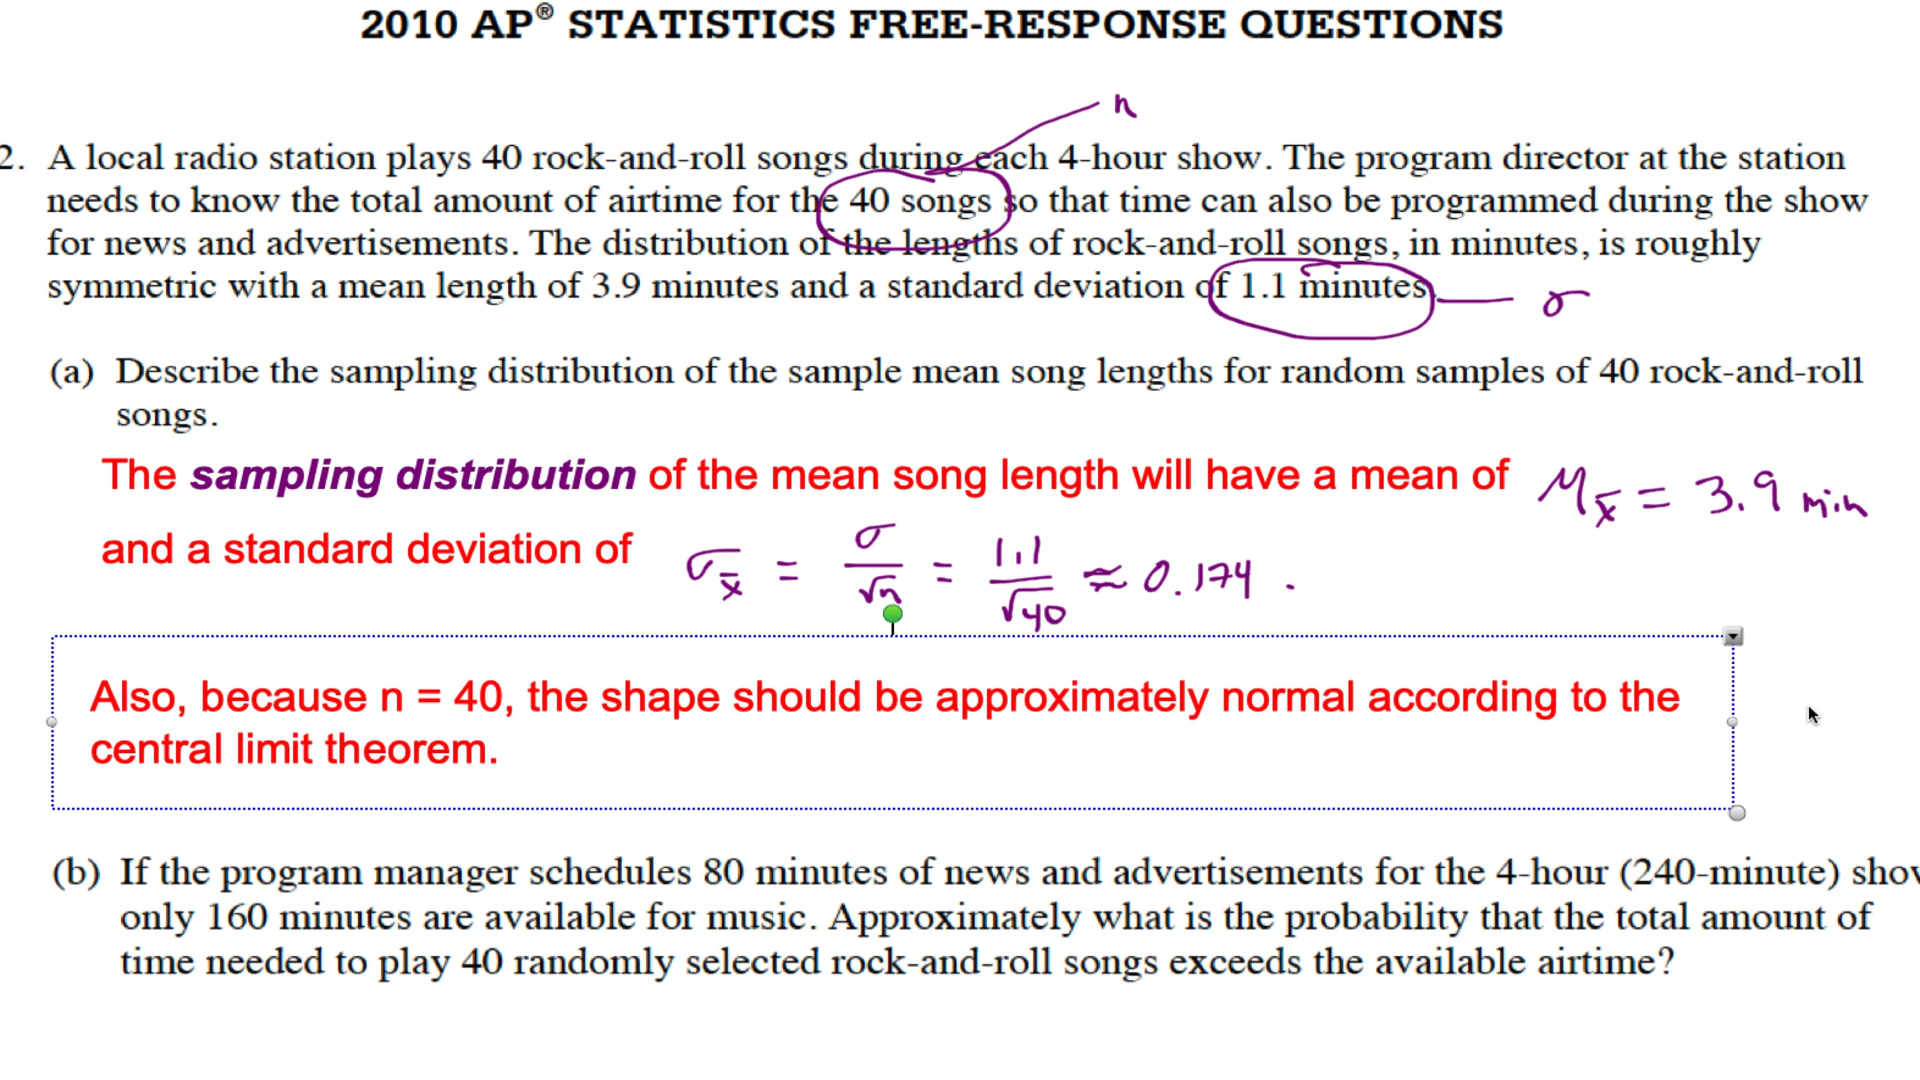 2010 AP® STATISTICS FREE-RESPONSE QUESTIONS
n
2. A local radio station plays 40 rock-and-roll songs during each 4-hour show. The program director at the station
needs to know the total amount of airtime for the 40 songs so that time can also be programmed during the show
for news and advertisements. The distribution of the lengths of rock-and-roll songs, in minutes, is roughly
symmetric with a mean length of 3.9 minutes and a standard deviation of 1.1 minutes.
σ
(a) Describe the sampling distribution of the sample mean song lengths for random samples of 40 rock-and-roll
songs.
The sampling distribution of the mean song length will have a mean of μx̄ = 3.9 min
and a standard deviation of σx̄ = σ/√n = 1.1/√40 ≈ 0.174 .
Also, because n = 40, the shape should be approximately normal according to the
central limit theorem.
(b) If the program manager schedules 80 minutes of news and advertisements for the 4-hour (240-minute) shov
only 160 minutes are available for music. Approximately what is the probability that the total amount of
time needed to play 40 randomly selected rock-and-roll songs exceeds the available airtime?